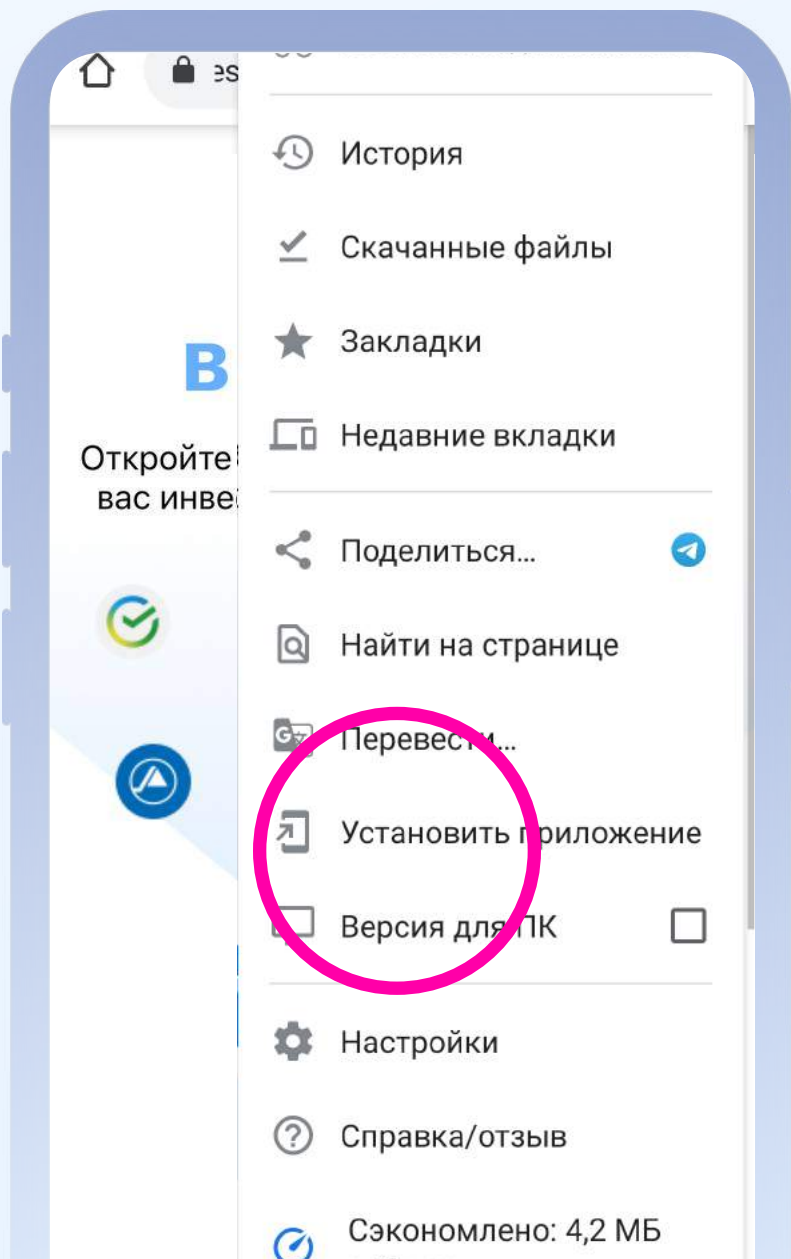 es
История
Скачанные файлы
Закладки
В
Недавние вкладки
Откройте
вас инве
Поделиться...
Найти на странице
Перевести...
Установить приложение
Версия для ПК
Настройки
Справка/отзыв
Сэкономлено: 4,2 МБ